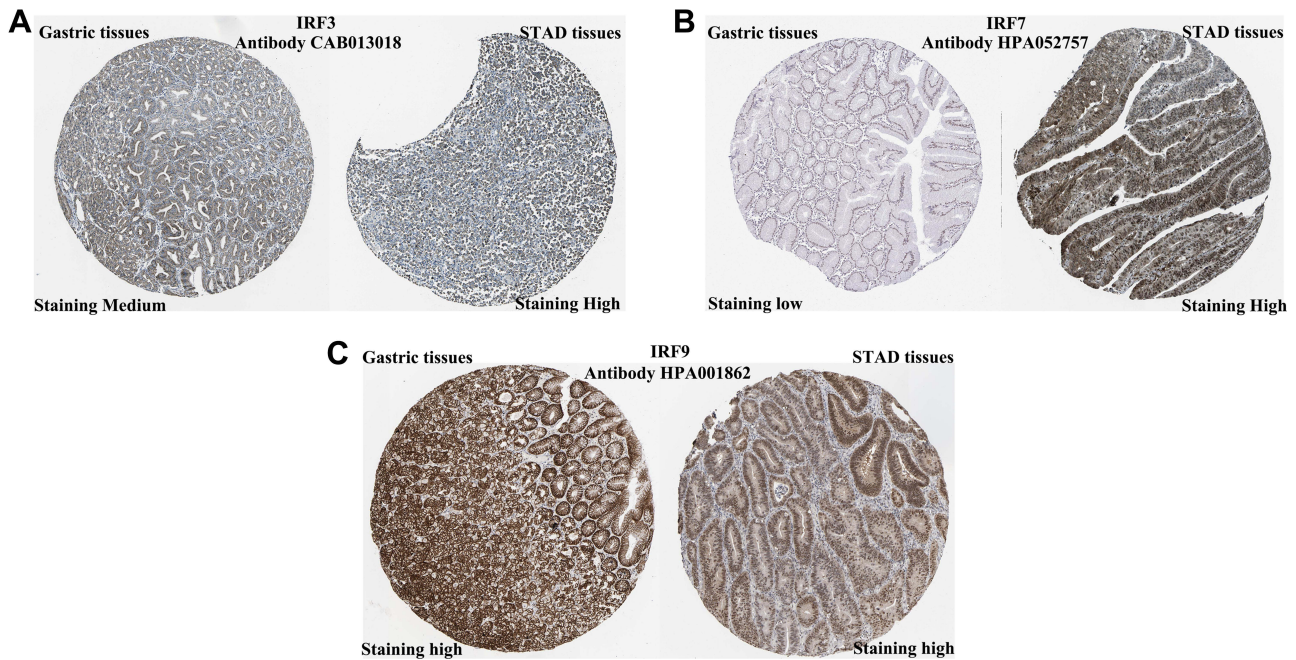 A
Gastric tissues
IRF3
Antibody CAB013018
STAD tissues
Staining Medium
Staining High
B
Gastric tissues
IRF7
Antibody HPA052757
STAD tissues
Staining low
Staining High
C
Gastric tissues
IRF9
Antibody HPA001862
STAD tissues
Staining high
Staining high